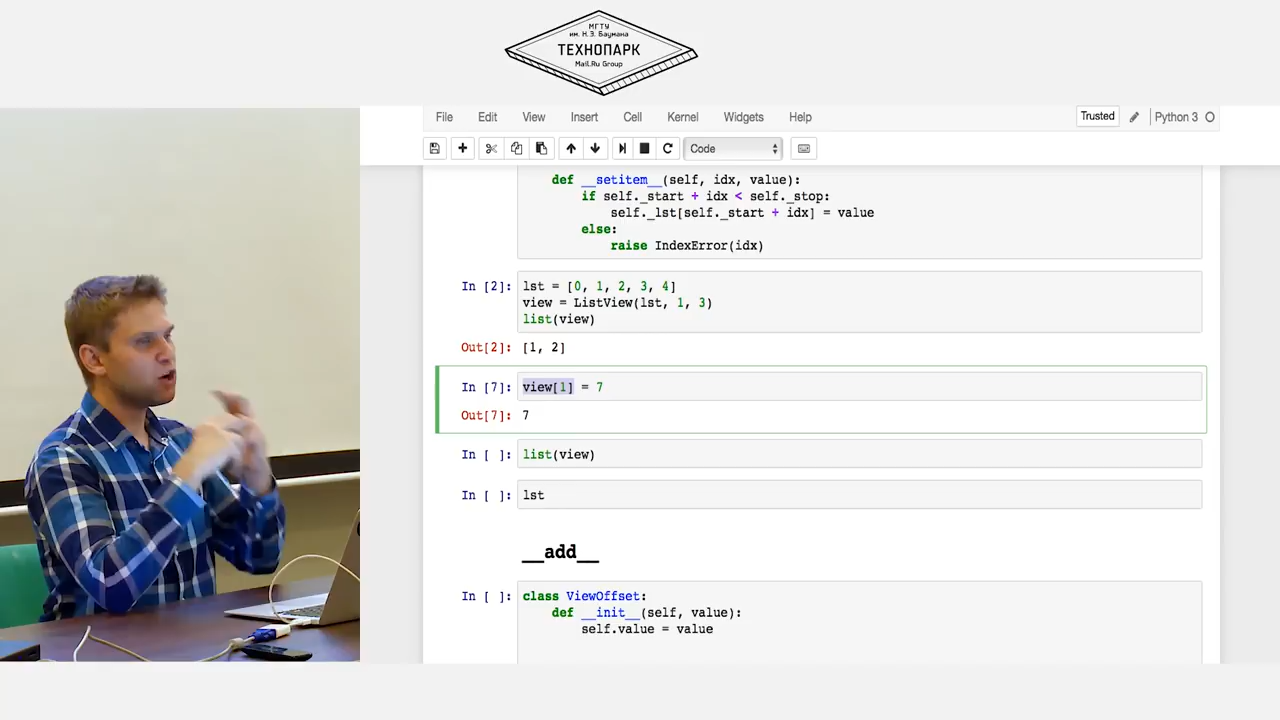 МГТУ
им. Н.Э. Баумана
ТЕХНОПАРК
Mail.Ru Group
File Edit View Insert Cell Kernel Widgets Help Trusted Python 3
Code
def __setitem__(self, idx, value):
if self._start + idx < self._stop:
self._lst[self._start + idx] = value
else:
raise IndexError(idx)
In [2]: lst = [0, 1, 2, 3, 4]
view = ListView(lst, 1, 3)
list(view)
Out[2]: [1, 2]
In [7]: view[1] = 7
Out[7]: 7
In [ ]: list(view)
In [ ]: lst
__add__
In [ ]: class ViewOffset:
def __init__(self, value):
self.value = value